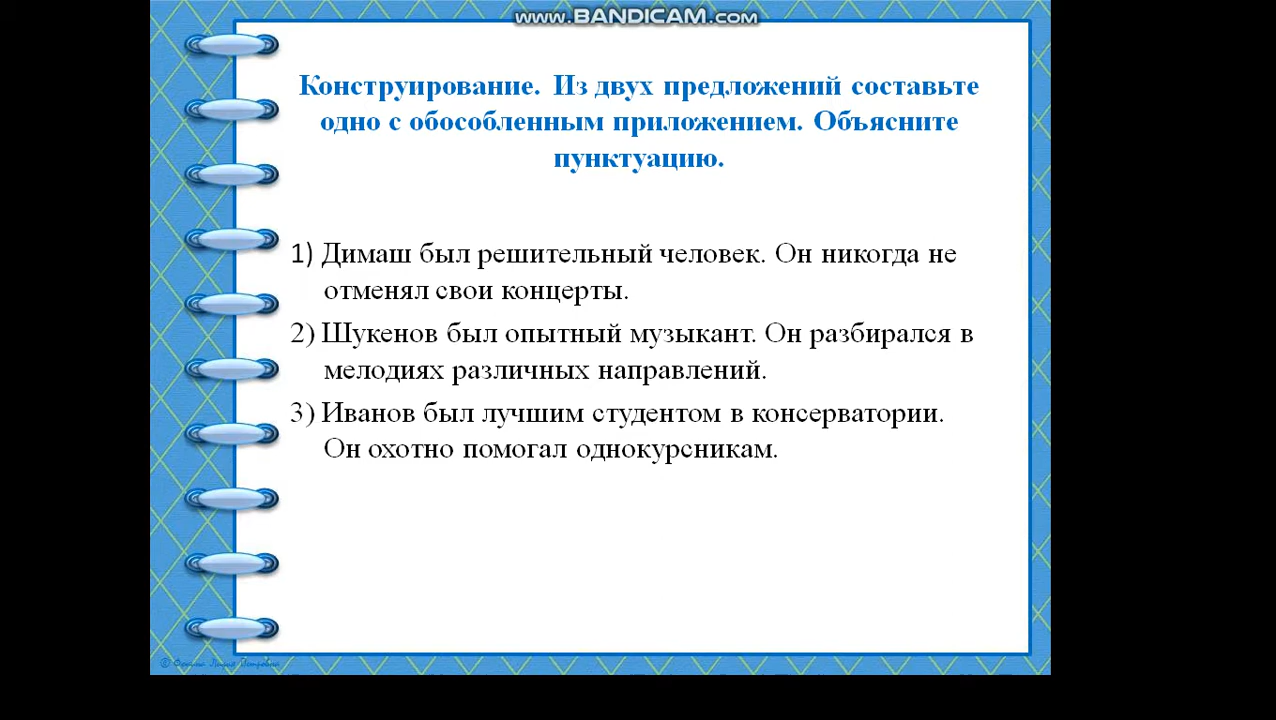 WWW.BANDICAM.COM
Конструирование. Из двух предложений составьте
одно с обособленным приложением. Объясните
пунктуацию.
1) Димаш был решительный человек. Он никогда не
отменял свои концерты.
2) Шукенов был опытный музыкант. Он разбирался в
мелодиях различных направлений.
3) Иванов был лучшим студентом в консерватории.
Он охотно помогал однокурсникам.